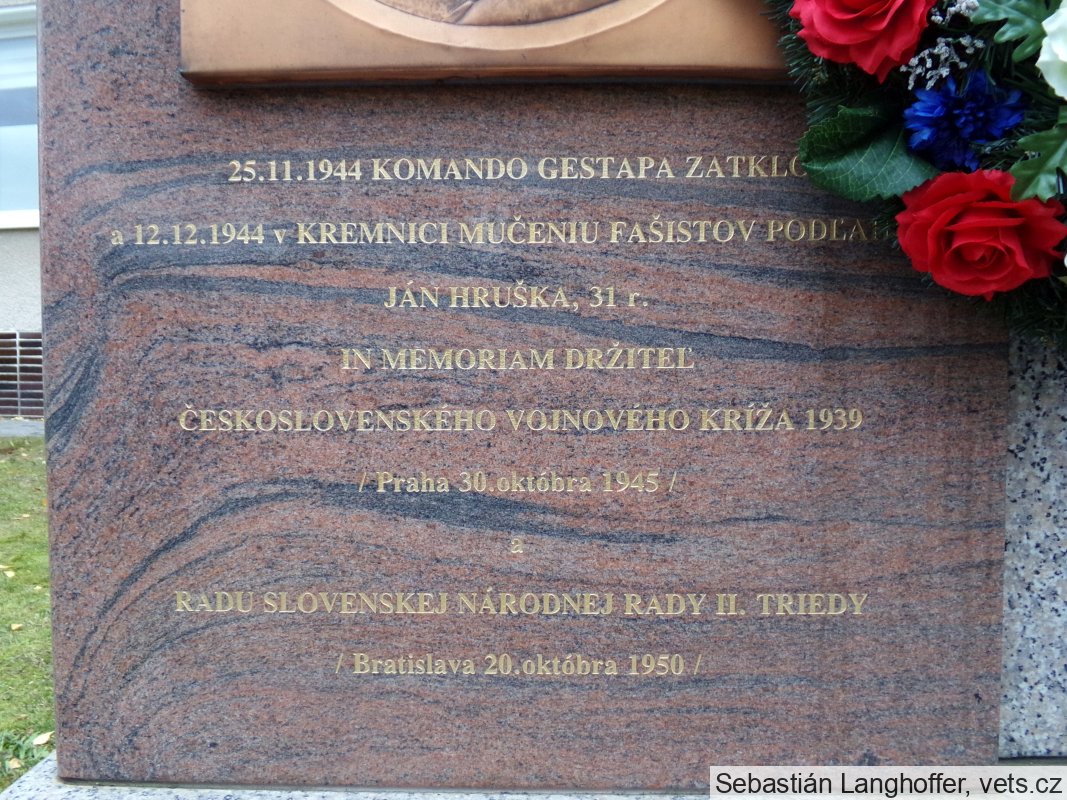 25.11.1944 KOMANDO GESTAPA ZATKLO
a 12.12.1944 v KREMNICI MUČENIU FAŠISTOV
JÁN HRUŠKA, 31 r.
IN MEMORIAM DRŽITEĽ
ČESKOSLOVENSKÉHO VOJNOVÉHO KRÍŽA 1939
/ Praha 30.októbra 1945 /
a
RADU SLOVENSKEJ NÁRODNEJ RADY II. TRIEDY
/ Bratislava 20.októbra 1950 /
Sebastián Langhoffer, vets.cz